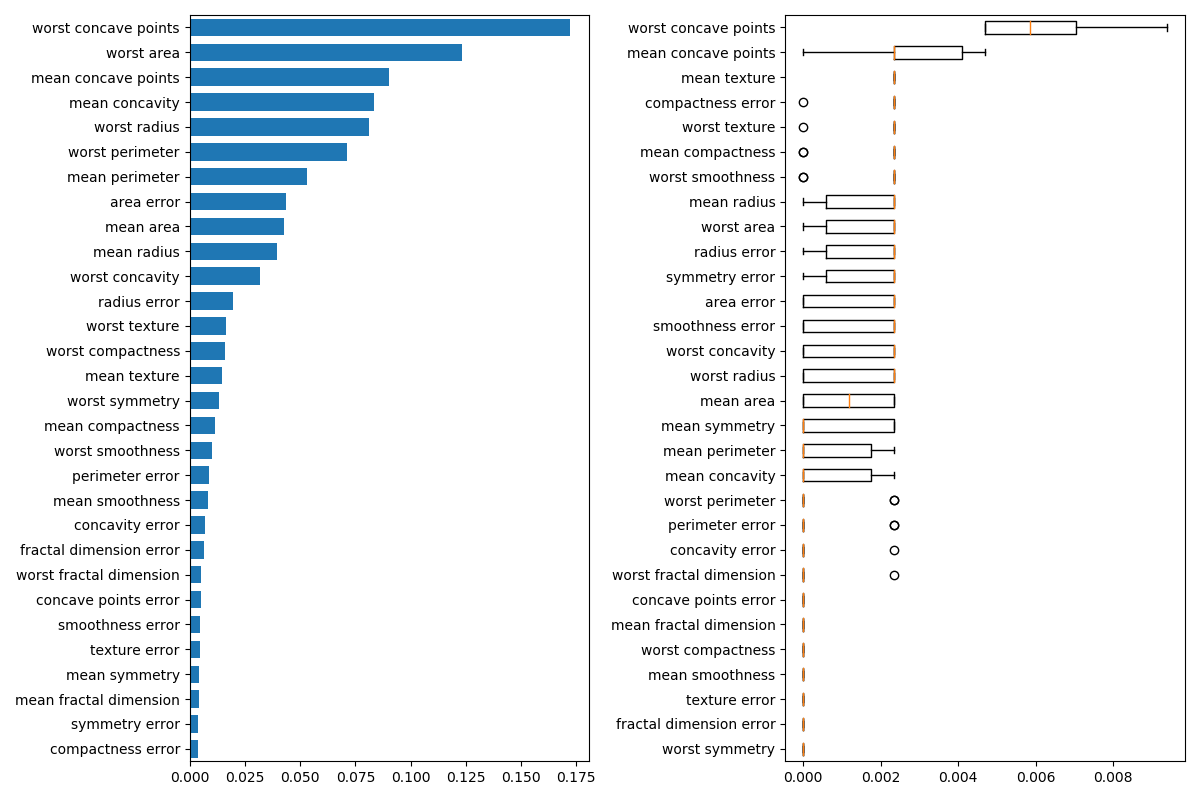 worst concave points
worst area
mean concave points
mean concavity
worst radius
worst perimeter
mean perimeter
area error
mean area
mean radius
worst concavity
radius error
worst texture
worst compactness
mean texture
worst symmetry
mean compactness
worst smoothness
perimeter error
mean smoothness
concavity error
fractal dimension error
worst fractal dimension
concave points error
smoothness error
texture error
mean symmetry
mean fractal dimension
symmetry error
compactness error
0.000 0.025 0.050 0.075 0.100 0.125 0.150 0.175
worst concave points
mean concave points
mean texture
compactness error
worst texture
mean compactness
worst smoothness
mean radius
worst area
radius error
symmetry error
area error
smoothness error
worst concavity
worst radius
mean area
mean symmetry
mean perimeter
mean concavity
worst perimeter
perimeter error
concavity error
worst fractal dimension
concave points error
mean fractal dimension
worst compactness
mean smoothness
texture error
fractal dimension error
worst symmetry
0.000 0.002 0.004 0.006 0.008